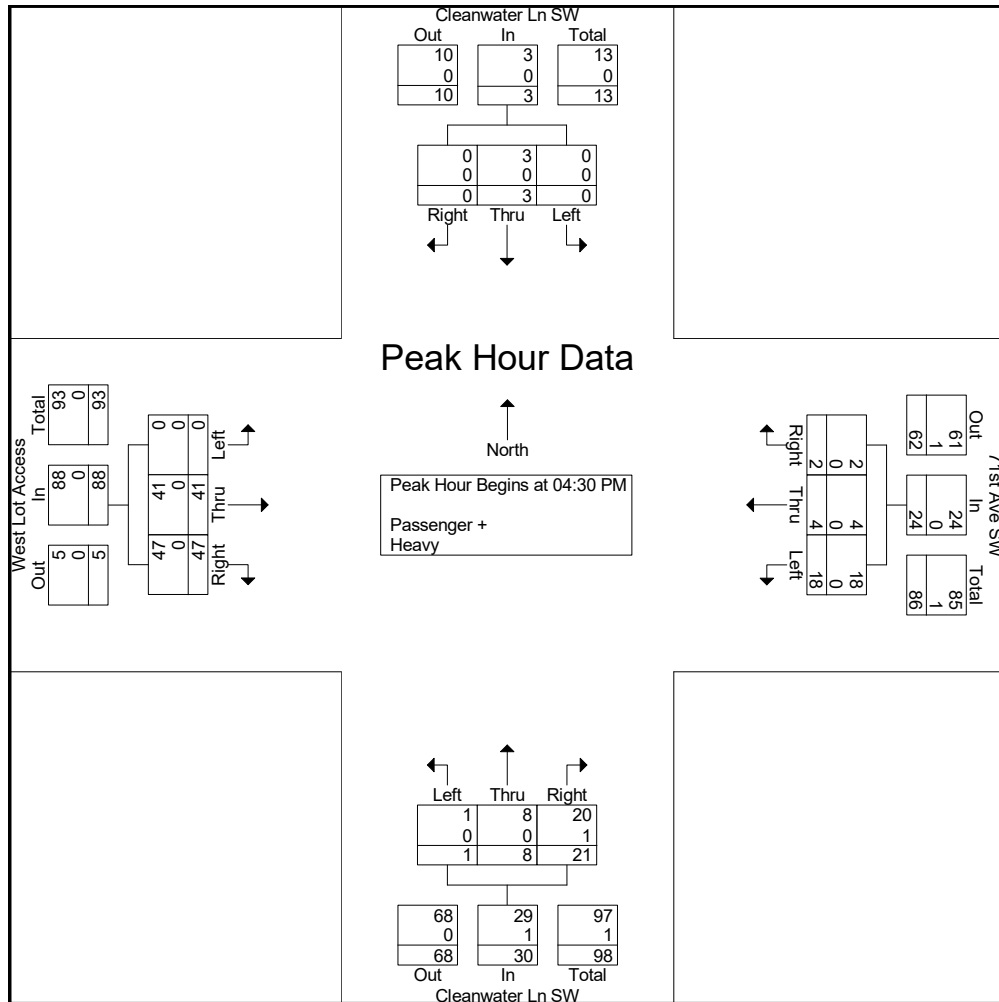 Cleanwater Ln SW
Out In Total
10 3 13
0 0 0
10 3 13
0 3 0
0 0 0
0 3 0
Right Thru Left
Peak Hour Data
North
Peak Hour Begins at 04:30 PM
Passenger +
Heavy
West Lot Access
Out In Total
5 88 93
0 0 0
5 88 93
47 41 0
0 0 0
47 41 0
Right Thru Left
71st Ave SW
Out In Total
61 24 85
1 0 1
62 24 86
2 4 18
0 0 0
2 4 18
Right Thru Left
Left Thru Right
1 8 20
0 0 1
1 8 21
68 29 97
0 1 1
68 30 98
Out In Total
Cleanwater Ln SW